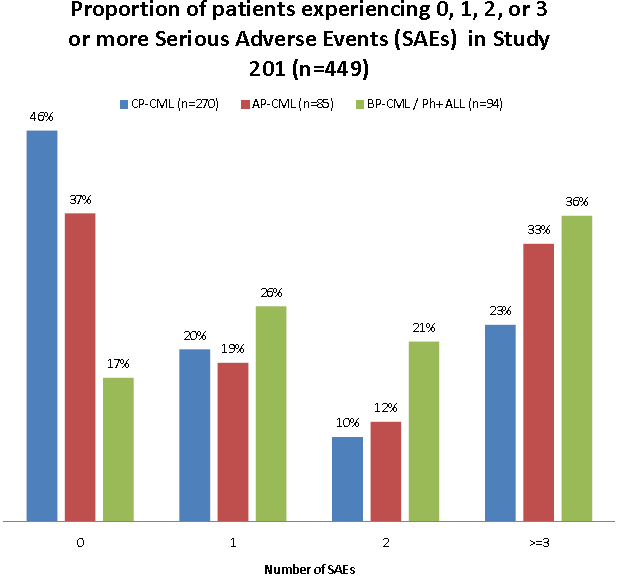 Proportion of patients experiencing 0, 1, 2, or 3
or more Serious Adverse Events (SAEs) in Study
201 (n=449)
CP-CML (n=270) AP-CML (n=85) BP-CML / Ph+ ALL (n=94)
46%
37%
17%
20%
19%
26%
10%
12%
21%
23%
33%
36%
0 1 2 >=3
Number of SAEs